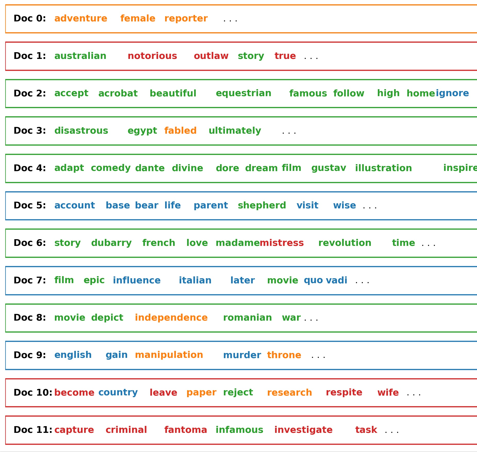 Doc 0: adventure female reporter ...
Doc 1: australian notorious outlaw story true ...
Doc 2: accept acrobat beautiful equestrian famous follow high home ignore
Doc 3: disastrous egypt fabled ultimately ...
Doc 4: adapt comedy dante divine dore dream film gustav illustration inspire
Doc 5: account base bear life parent shepherd visit wise ...
Doc 6: story dubarry french love madame mistress revolution time ...
Doc 7: film epic influence italian later movie quo vadi ...
Doc 8: movie depict independence romanian war ...
Doc 9: english gain manipulation murder throne ...
Doc 10: become country leave paper reject research respite wife ...
Doc 11: capture criminal fantoma infamous investigate task ...